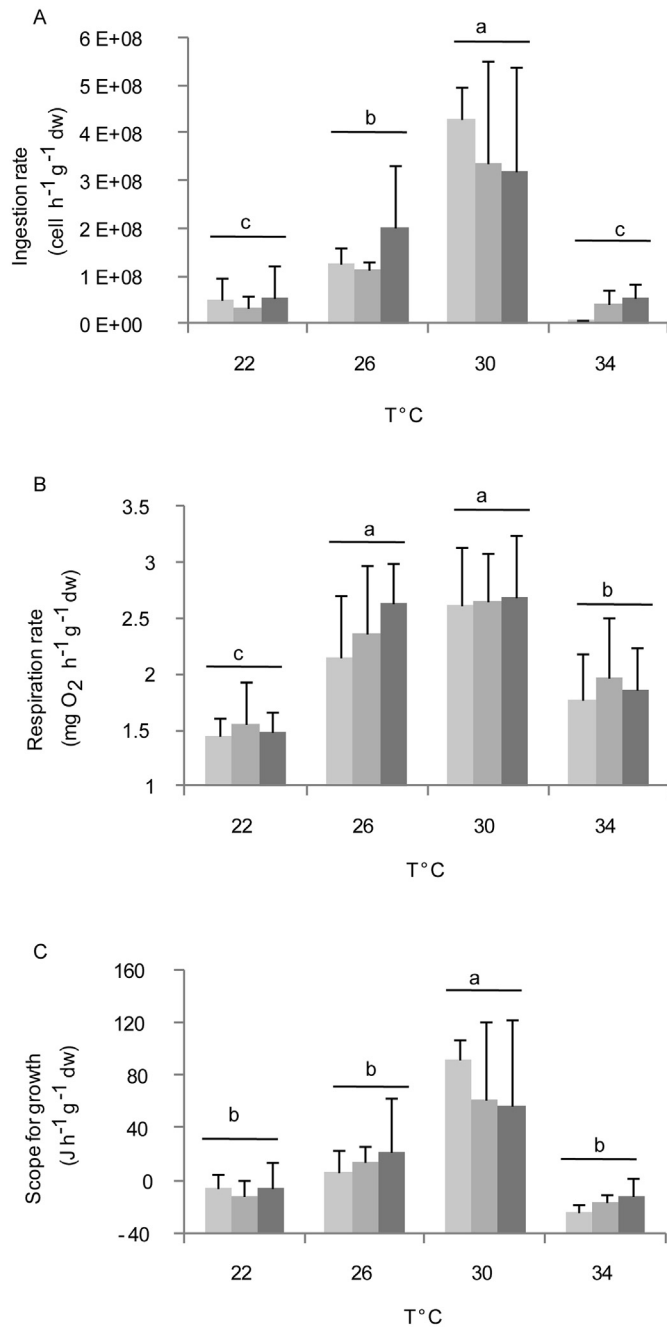 A
6 E+08
5 E+08
4 E+08
3 E+08
2 E+08
1 E+08
0 E+00
Ingestion rate
(cell h⁻¹ g⁻¹ dw)
c
b
a
c
22 26 30 34
T°C
B
3.5
3
2.5
2
1.5
1
Respiration rate
(mg O₂ h⁻¹g⁻¹ dw)
c
a
a
b
22 26 30 34
T°C
C
160
120
80
40
0
-40
Scope for growth
(J h⁻¹ g⁻¹ dw)
b
b
a
b
22 26 30 34
T°C